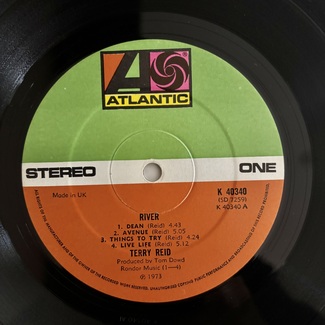 ATLANTIC
STEREO
ONE
Made in UK
K 40340
(SD 7259)
K 40340 A
RIVER
1. DEAN (Reid) 4.43
2. AVENUE (Reid) 5.05
3. THINGS TO TRY (Reid) 4.24
4. LIVE LIFE (Reid) 5.12
TERRY REID
Produced by Tom Dowd
Rondor Music (1—4)
℗ 1973